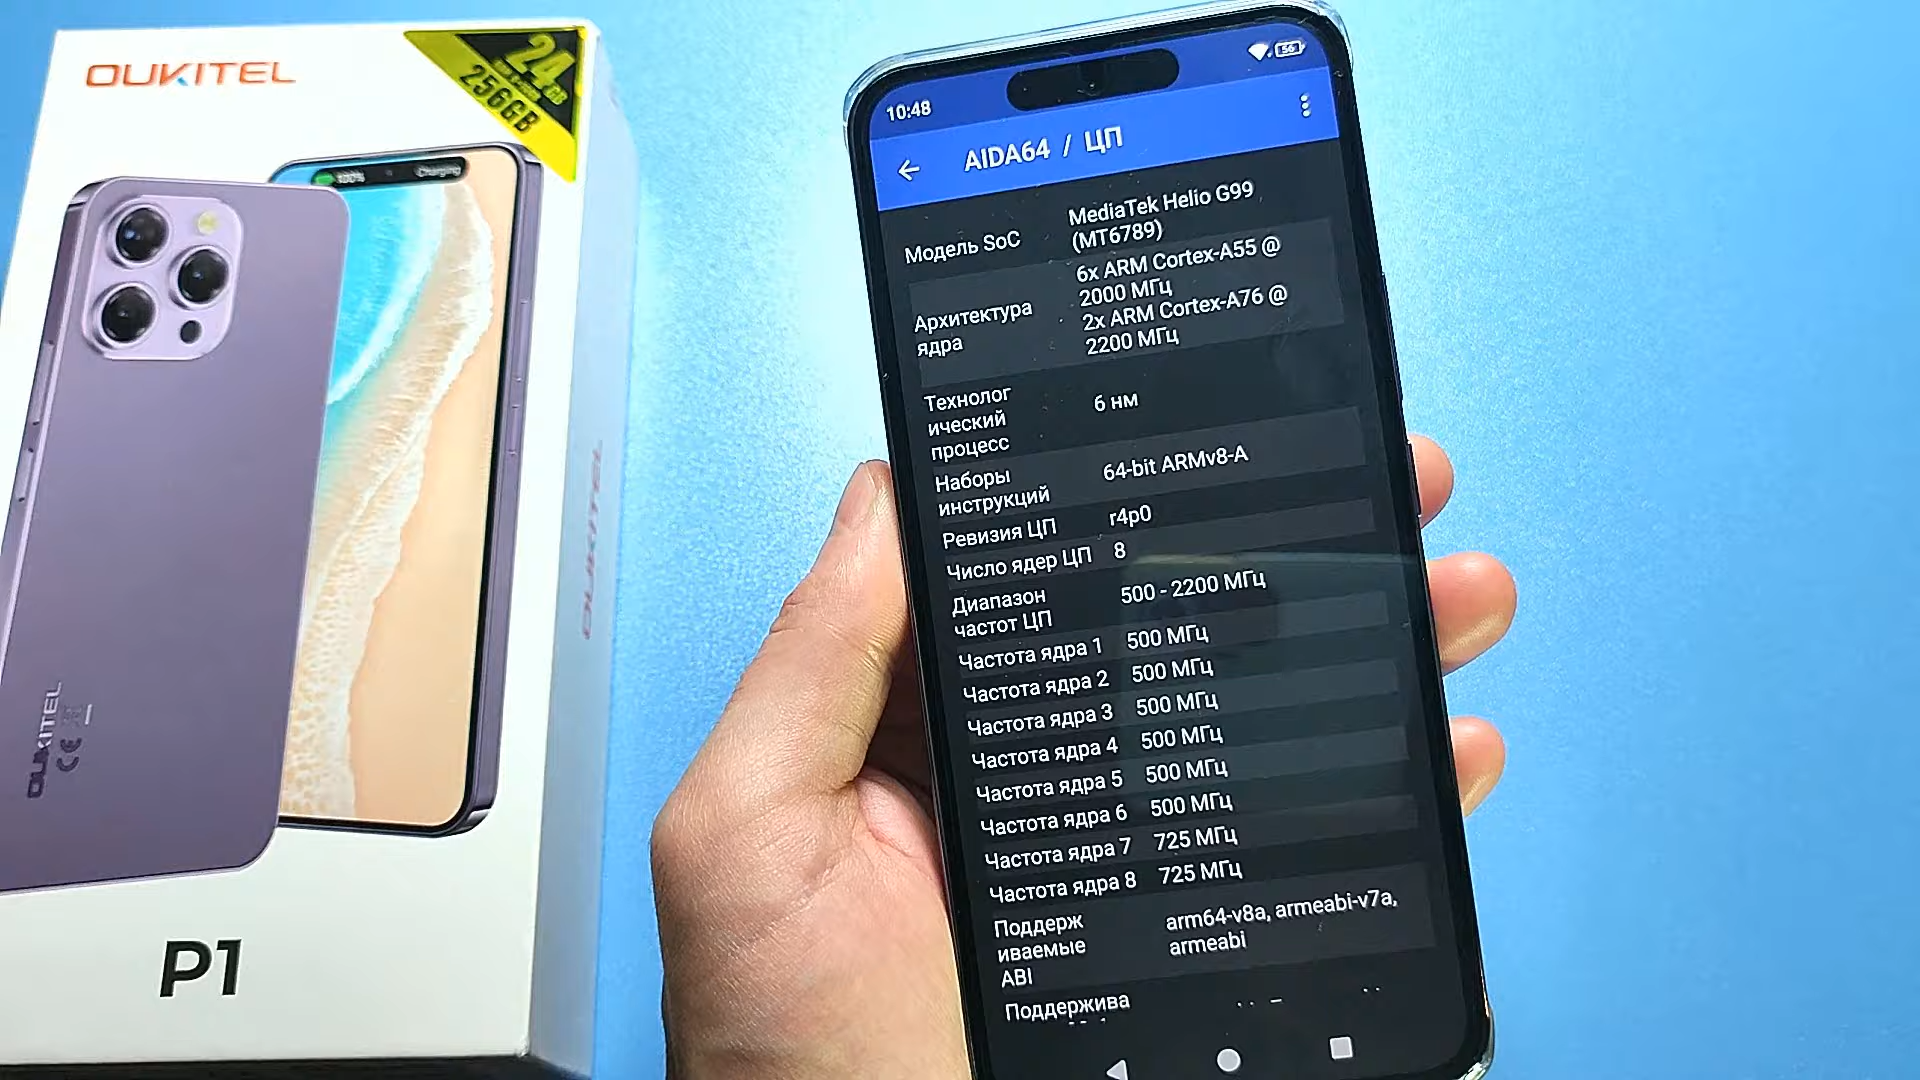 OUKITEL
24
256GB
100%
Charging
OUKITEL
OUKITEL
P1
10:48
56
AIDA64 / ЦП
Модель SoC
MediaTek Helio G99
(MT6789)
Архитектура
ядра
6x ARM Cortex-A55 @
2000 МГц
2x ARM Cortex-A76 @
2200 МГц
Технолог
ический
процесс
6 нм
Наборы
инструкций
64-bit ARMv8-A
Ревизия ЦП r4p0
Число ядер ЦП 8
Диапазон
частот ЦП
500 - 2200 МГц
Частота ядра 1 500 МГц
Частота ядра 2 500 МГц
Частота ядра 3 500 МГц
Частота ядра 4 500 МГц
Частота ядра 5 500 МГц
Частота ядра 6 500 МГц
Частота ядра 7 725 МГц
Частота ядра 8 725 МГц
Поддерж
иваемые
ABI
arm64-v8a, armeabi-v7a,
armeabi
Поддержива